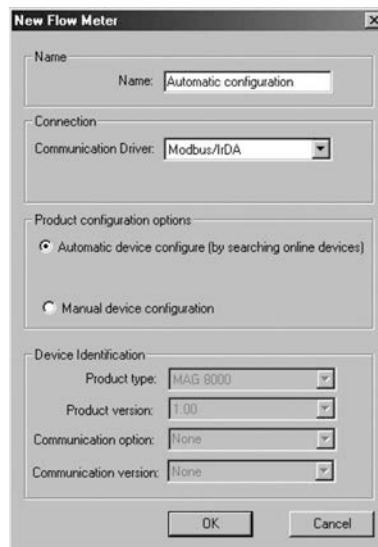 New Flow Meter
Name
Name: Automatic configuration
Connection
Communication Driver: Modbus/IrDA
Product configuration options
Automatic device configure (by searching online devices)
Manual device configuration
Device Identification
Product type: MAG 8000
Product version: 1.00
Communication option: None
Communication version: None
OK Cancel